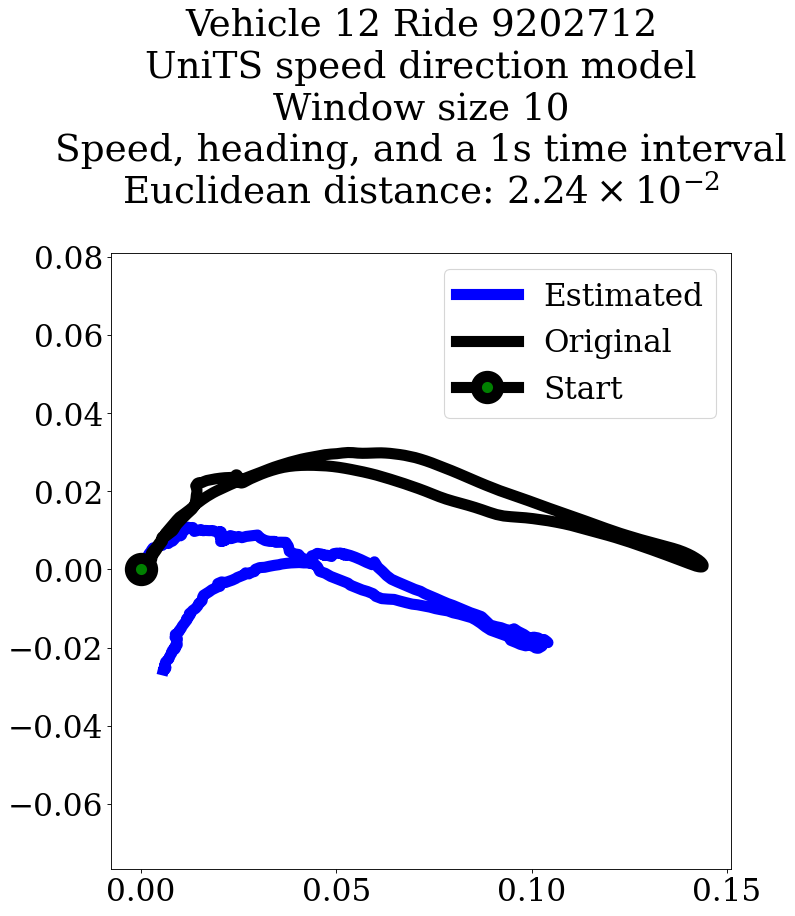 Vehicle 12 Ride 9202712
UniTS speed direction model
Window size 10
Speed, heading, and a 1s time interval
Euclidean distance: 2.24 × 10⁻²
0.08
0.06
0.04
0.02
0.00
−0.02
−0.04
−0.06
Estimated
Original
Start
0.00 0.05 0.10 0.15